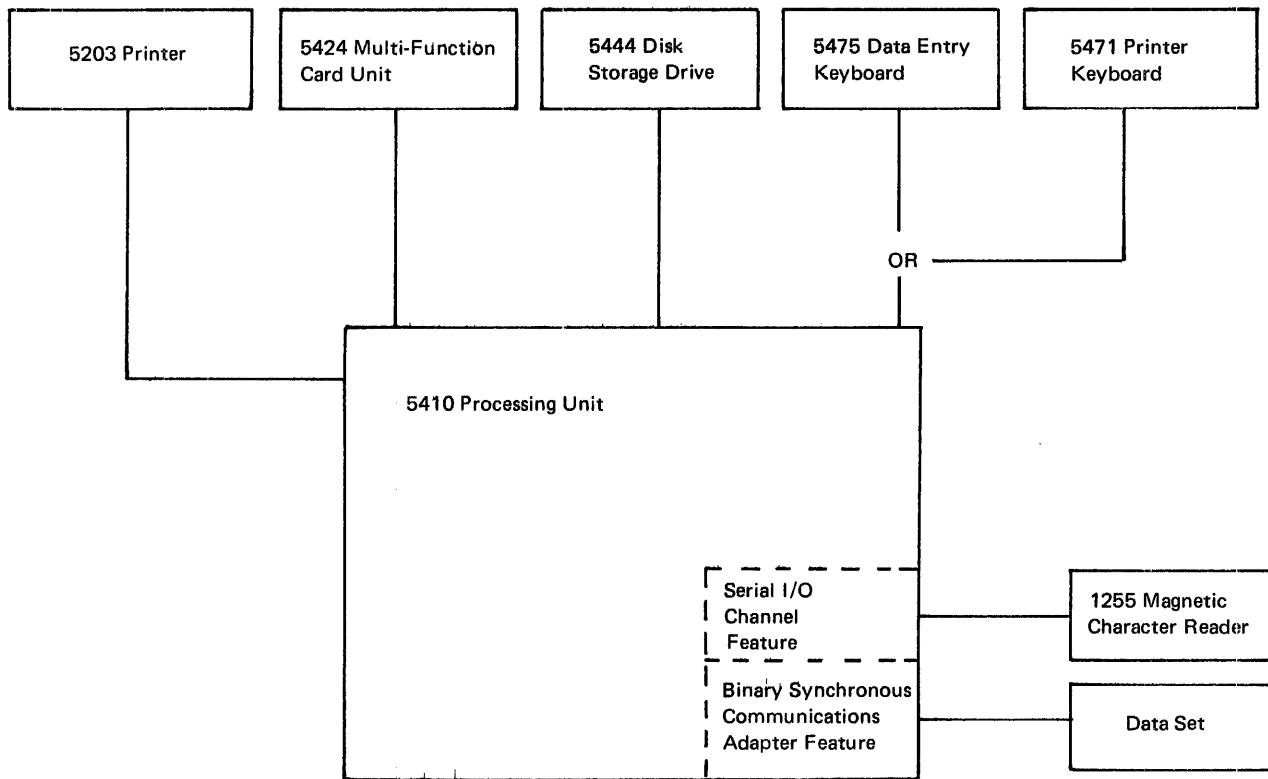 5203 Printer
5424 Multi-Function
Card Unit
5444 Disk
Storage Drive
5475 Data Entry
Keyboard
5471 Printer
Keyboard
OR
5410 Processing Unit
Serial I/O
Channel
Feature
1255 Magnetic
Character Reader
Binary Synchronous
Communications
Adapter Feature
Data Set